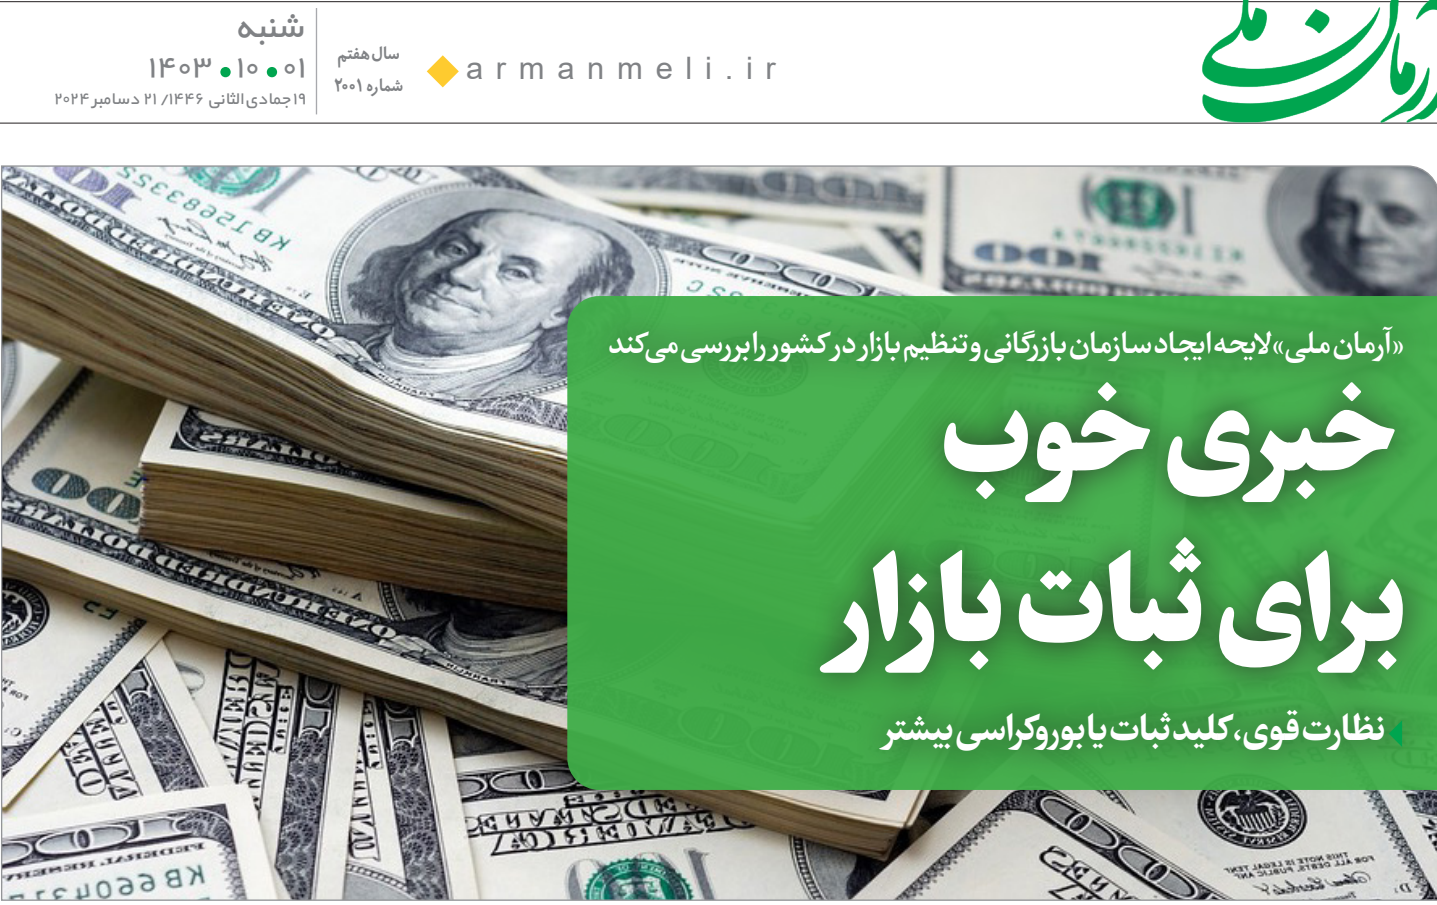 آرمان ملی
armanmeli.ir
سال هفتم
شماره ۲۰۰۱
شنبه
۱۴۰۳.۱۰.۰۱
۱۹ جمادی الثانی ۱۴۴۶/ ۲۱ دسامبر ۲۰۲۴
«آرمان ملی» لایحه ایجاد سازمان بازرگانی و تنظیم بازار در کشور را بررسی می‌کند
خبری خوب
برای ثبات بازار
نظارت قوی، کلید ثبات یا بوروکراسی بیشتر